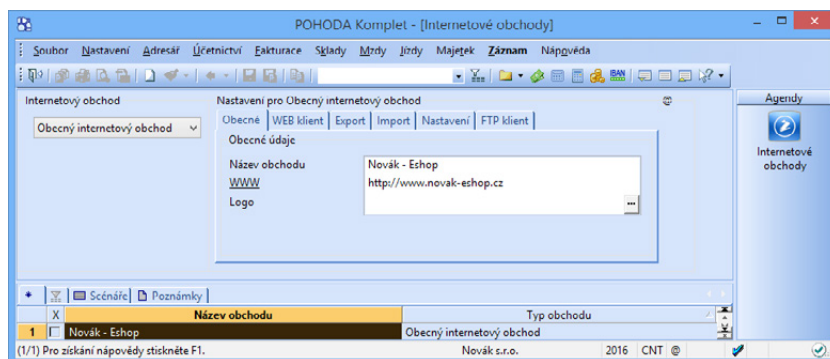 POHODA Komplet - [Internetové obchody]
Soubor Nastavení Adresář Účetnictví Fakturace Sklady Mzdy Jízdy Majetek Záznam Nápověda
Internetový obchod
Obecný internetový obchod
Nastavení pro Obecný internetový obchod
Obecné WEB klient Export Import Nastavení FTP klient
Obecné údaje
Název obchodu Novák - Eshop
WWW http://www.novak-eshop.cz
Logo
Agendy
Internetové
obchody
Scénáře Poznámky
X Název obchodu Typ obchodu
1 Novák - Eshop Obecný internetový obchod
(1/1) Pro získání nápovědy stiskněte F1. Novák s.r.o. 2016 CNT @